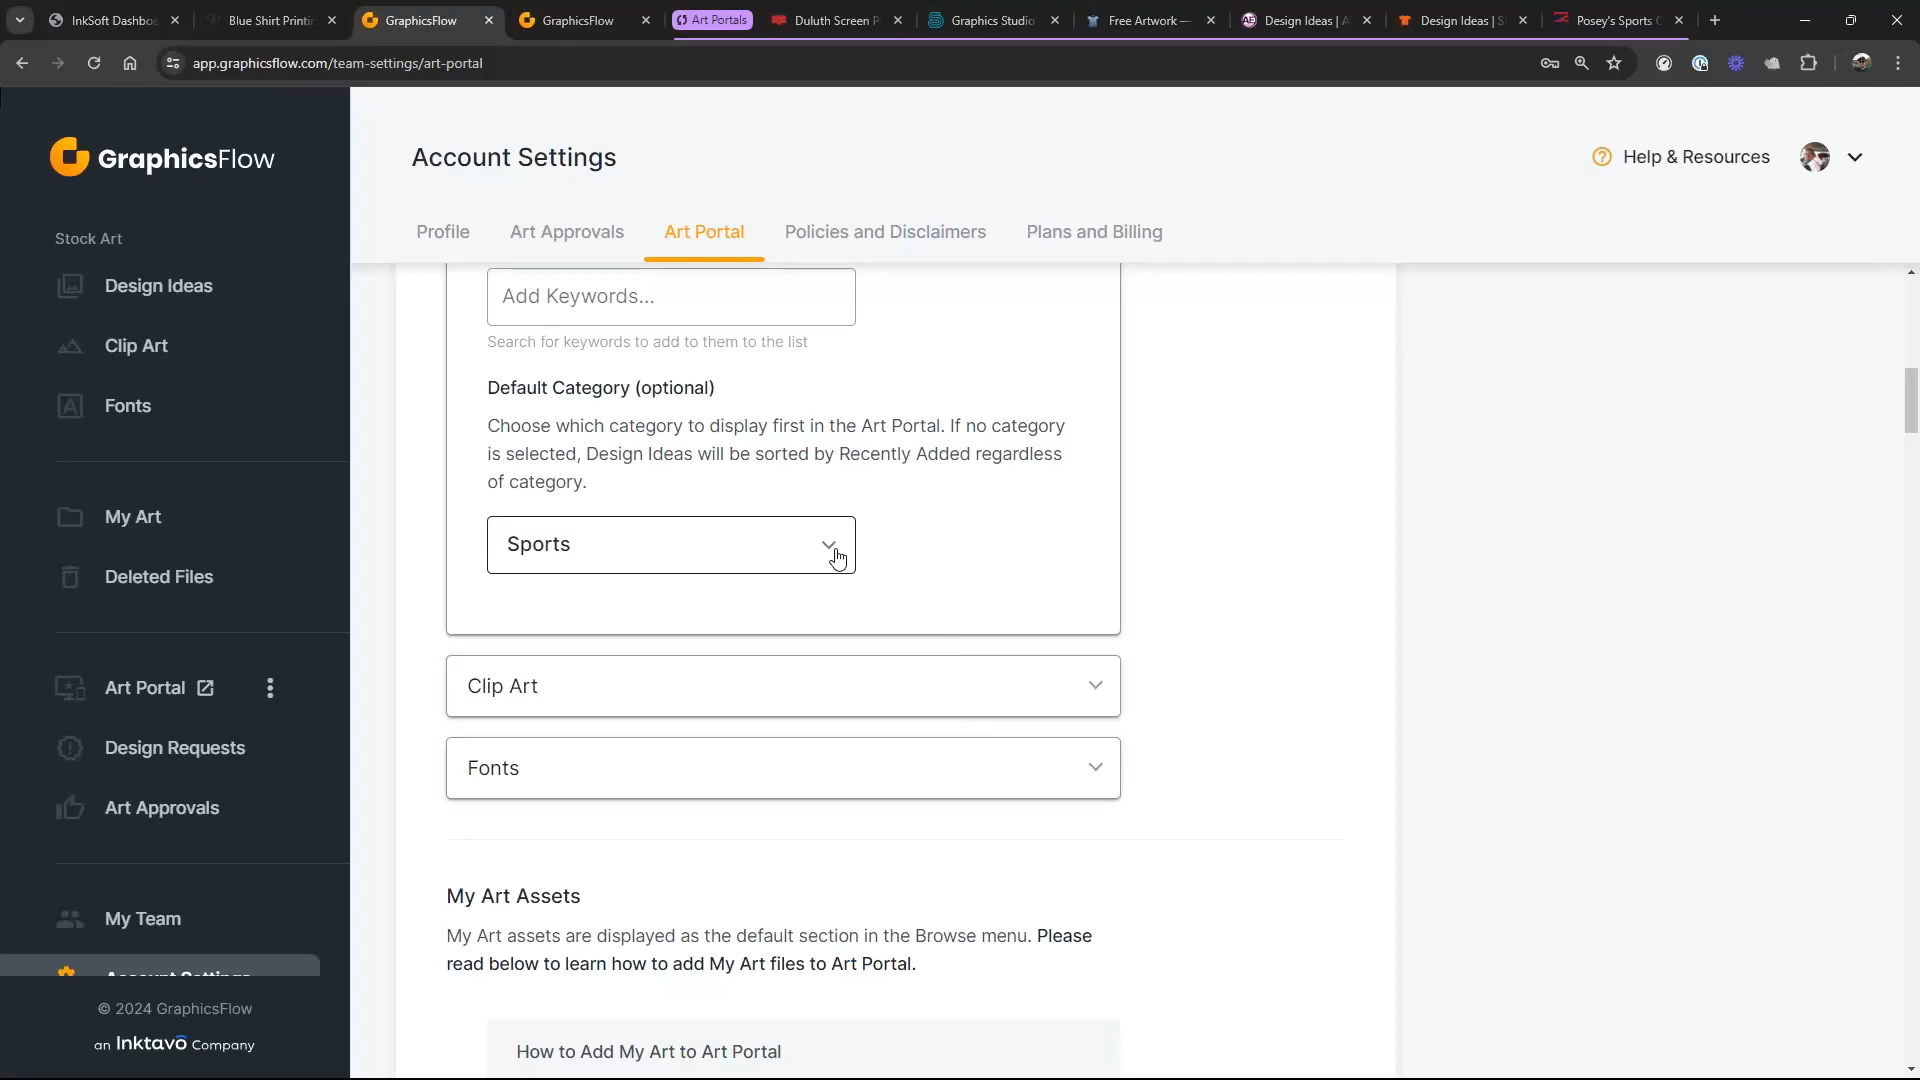 InkSoft Dashbo
Blue Shirt Printin
GraphicsFlow
GraphicsFlow
Art Portals
Duluth Screen P
Graphics Studio
Free Artwork —
Design Ideas | A
Design Ideas | S
Posey's Sports C
app.graphicsflow.com/team-settings/art-portal
GraphicsFlow
Account Settings
Help & Resources
Profile
Art Approvals
Art Portal
Policies and Disclaimers
Plans and Billing
Stock Art
Design Ideas
Clip Art
Fonts
My Art
Deleted Files
Art Portal
Design Requests
Art Approvals
My Team
Account Settings
© 2024 GraphicsFlow
an Inktavo Company
Add Keywords...
Search for keywords to add to them to the list
Default Category (optional)
Choose which category to display first in the Art Portal. If no category
is selected, Design Ideas will be sorted by Recently Added regardless
of category.
Sports
Clip Art
Fonts
My Art Assets
My Art assets are displayed as the default section in the Browse menu. Please
read below to learn how to add My Art files to Art Portal.
How to Add My Art to Art Portal